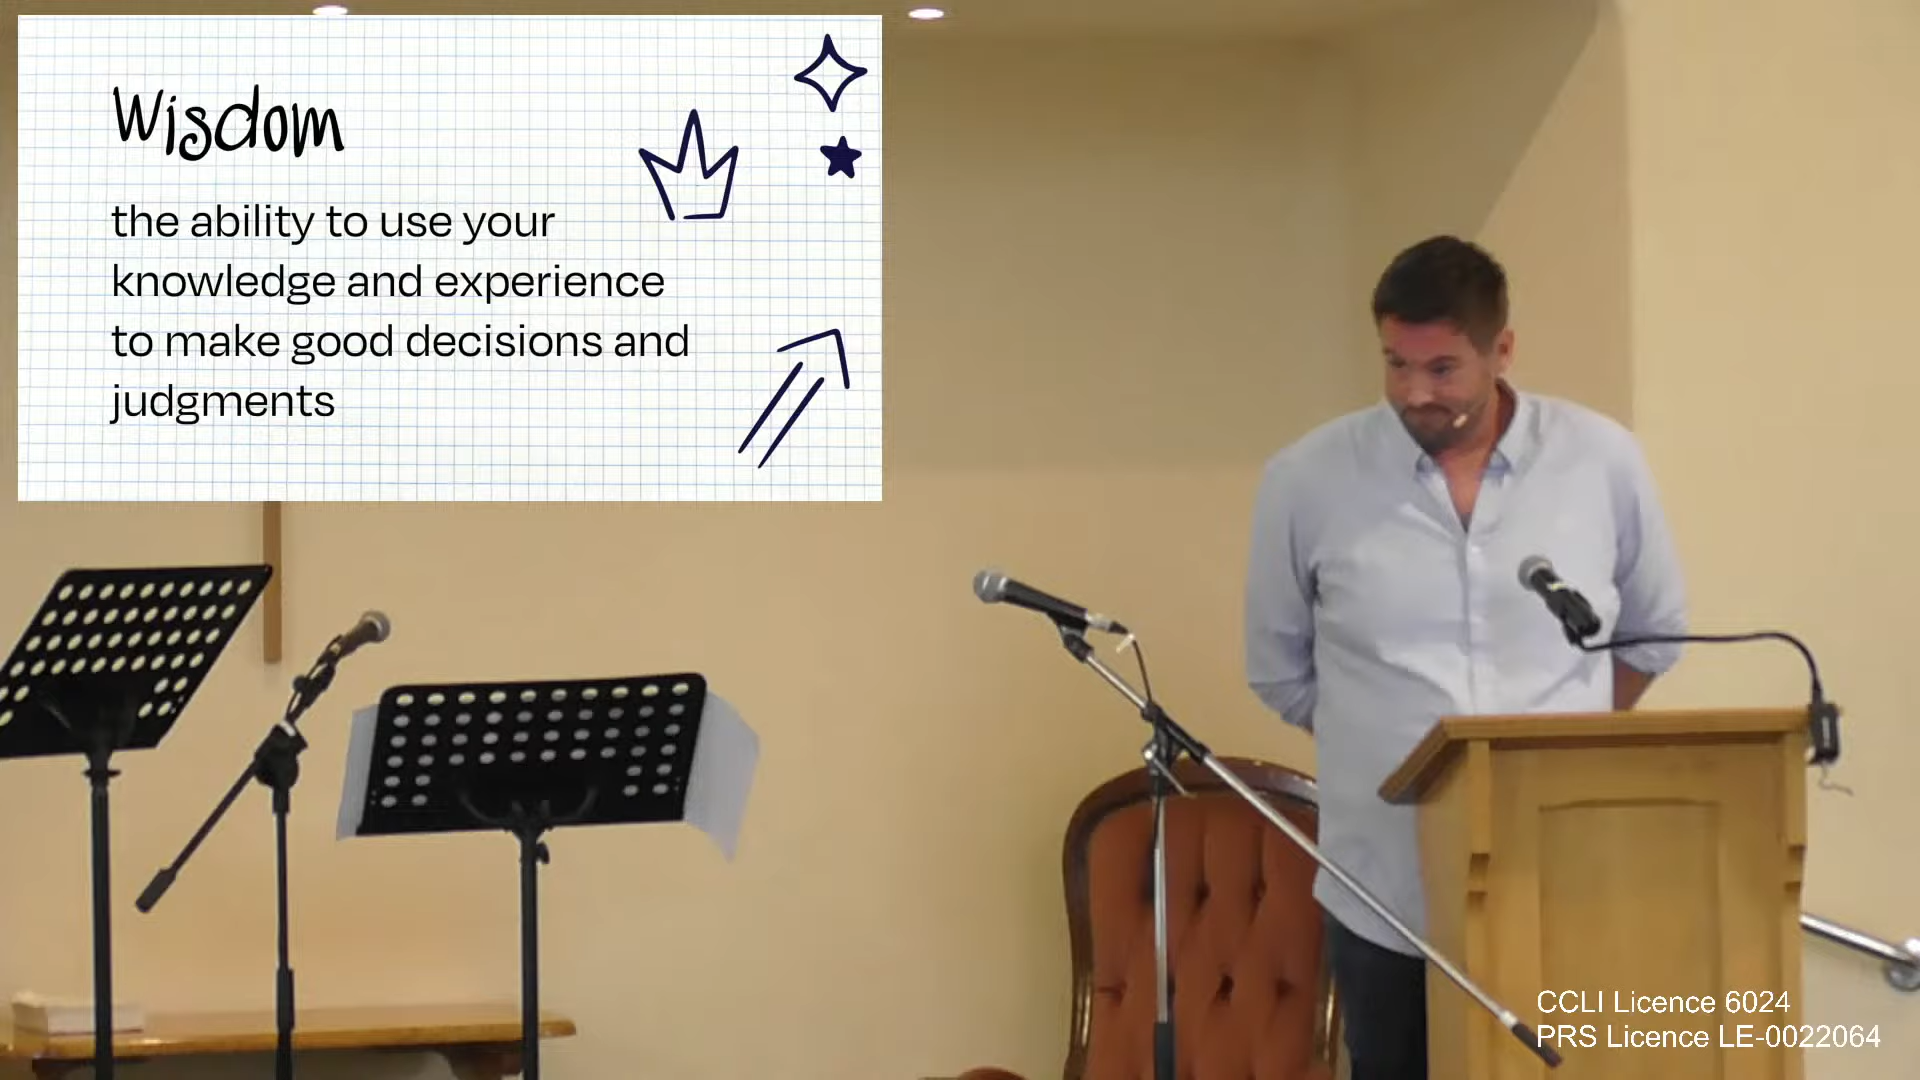 Wisdom
the ability to use your
knowledge and experience
to make good decisions and
judgments
CCLI Licence 6024
PRS Licence LE-0022064